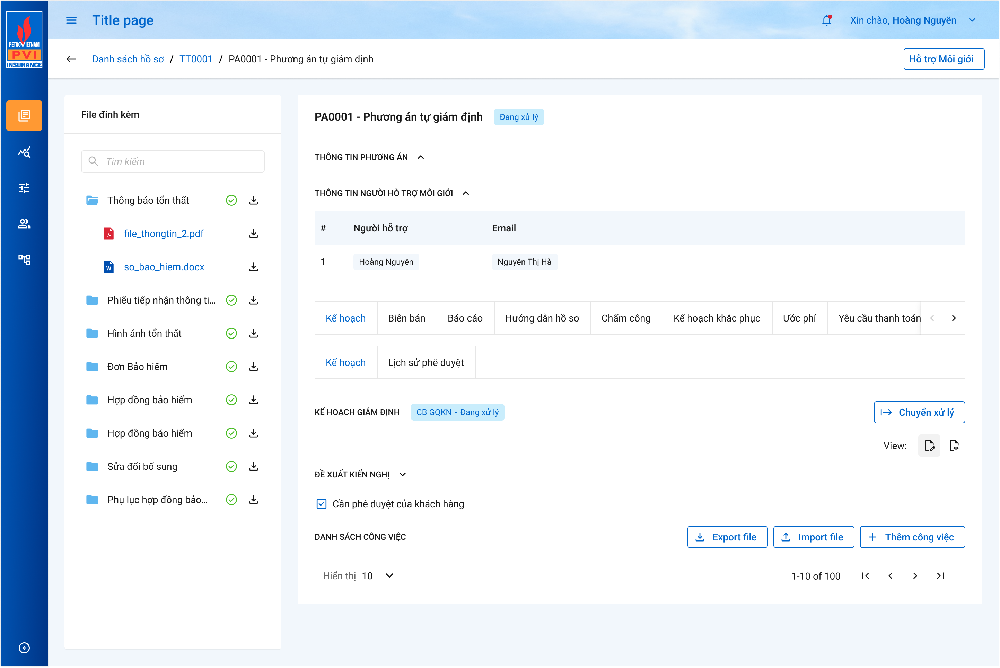 PETROVIETNAM
PVI
INSURANCE
Title page
Xin chào, Hoàng Nguyễn
Danh sách hồ sơ / TT0001 / PA0001 - Phương án tự giám định
Hỗ trợ Môi giới
File đính kèm
Tìm kiếm
Thông báo tổn thất
file_thongtin_2.pdf
so_bao_hiem.docx
Phiếu tiếp nhận thông ti...
Hình ảnh tổn thất
Đơn Bảo hiểm
Hợp đồng bảo hiểm
Hợp đồng bảo hiểm
Sửa đổi bổ sung
Phụ lục hợp đồng bảo...
PA0001 - Phương án tự giám định Đang xử lý
THÔNG TIN PHƯƠNG ÁN
THÔNG TIN NGƯỜI HỖ TRỢ MÔI GIỚI
# Người hỗ trợ Email
1 Hoàng Nguyễn Nguyễn Thị Hà
Kế hoạch Biên bản Báo cáo Hướng dẫn hồ sơ Chấm công Kế hoạch khắc phục Ước phí Yêu cầu thanh toán
Kế hoạch Lịch sử phê duyệt
KẾ HOẠCH GIÁM ĐỊNH CB GQKN - Đang xử lý Chuyển xử lý
View:
ĐỀ XUẤT KIẾN NGHỊ
Cần phê duyệt của khách hàng
DANH SÁCH CÔNG VIỆC Export file Import file Thêm công việc
Hiển thị 10 1-10 of 100